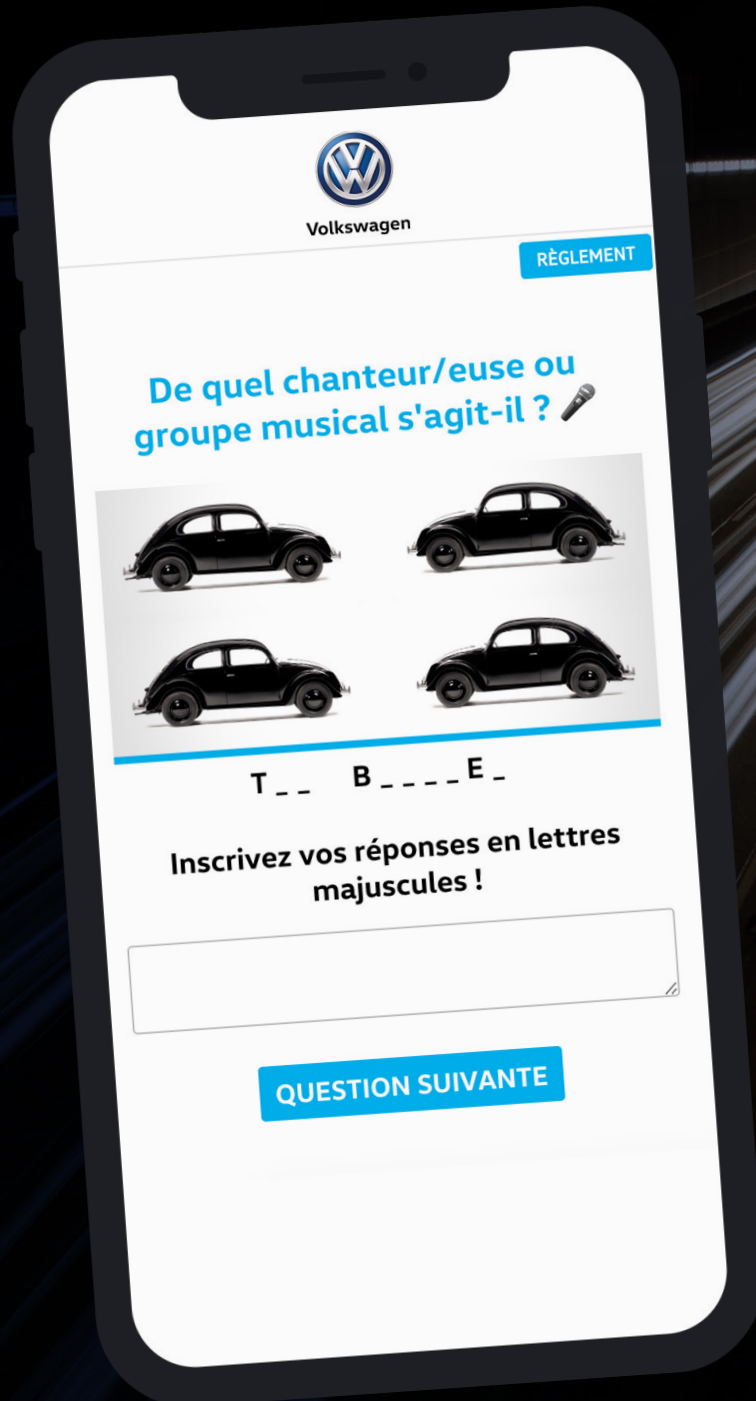 Volkswagen
RÈGLEMENT
De quel chanteur/euse ou
groupe musical s'agit-il ? 🎤
T _ _ B _ _ _ _ E _
Inscrivez vos réponses en lettres
majuscules !
QUESTION SUIVANTE